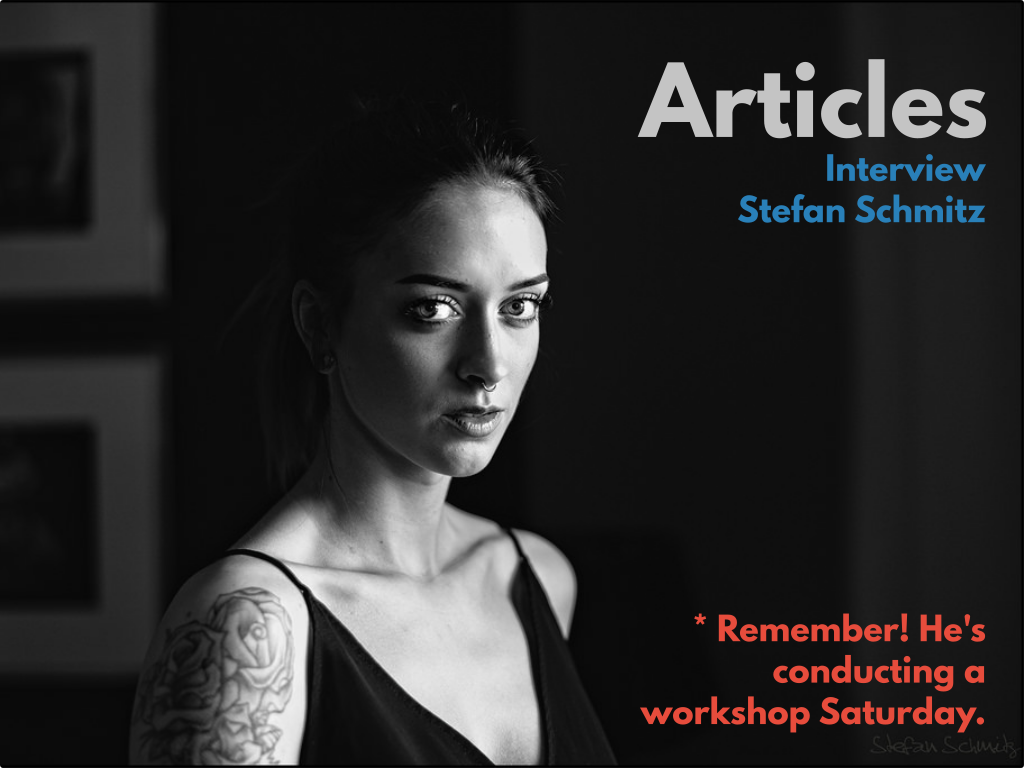 Articles
Interview
Stefan Schmitz
* Remember! He's
conducting a
workshop Saturday.
Stefan Schmitz